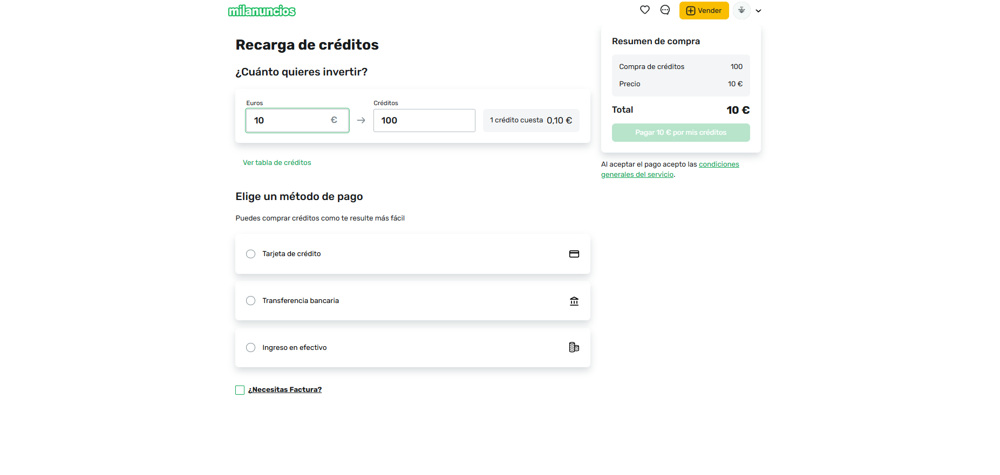 milanuncios
Vender
Recarga de créditos
¿Cuánto quieres invertir?
Euros
Créditos
10 €
100
1 crédito cuesta 0,10 €
Ver tabla de créditos
Elige un método de pago
Puedes comprar créditos como te resulte más fácil
Tarjeta de crédito
Transferencia bancaria
Ingreso en efectivo
¿Necesitas Factura?
Resumen de compra
Compra de créditos 100
Precio 10 €
Total 10 €
Pagar 10 € por mis créditos
Al aceptar el pago acepto las condiciones
generales del servicio.